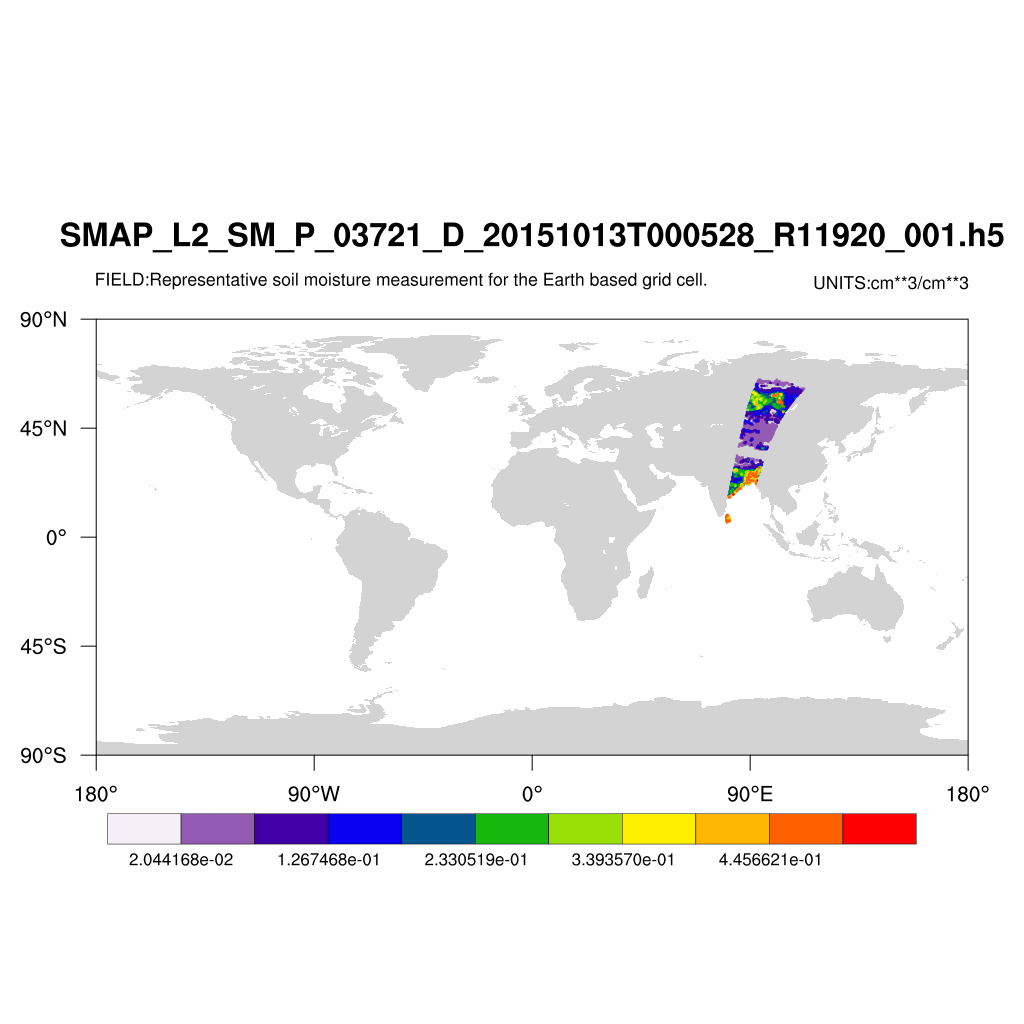 SMAP_L2_SM_P_03721_D_20151013T000528_R11920_001.h5
FIELD:Representative soil moisture measurement for the Earth based grid cell.
UNITS:cm**3/cm**3
90°N
45°N
0°
45°S
90°S
180° 90°W 0° 90°E 180°
2.044168e-02 1.267468e-01 2.330519e-01 3.393570e-01 4.456621e-01